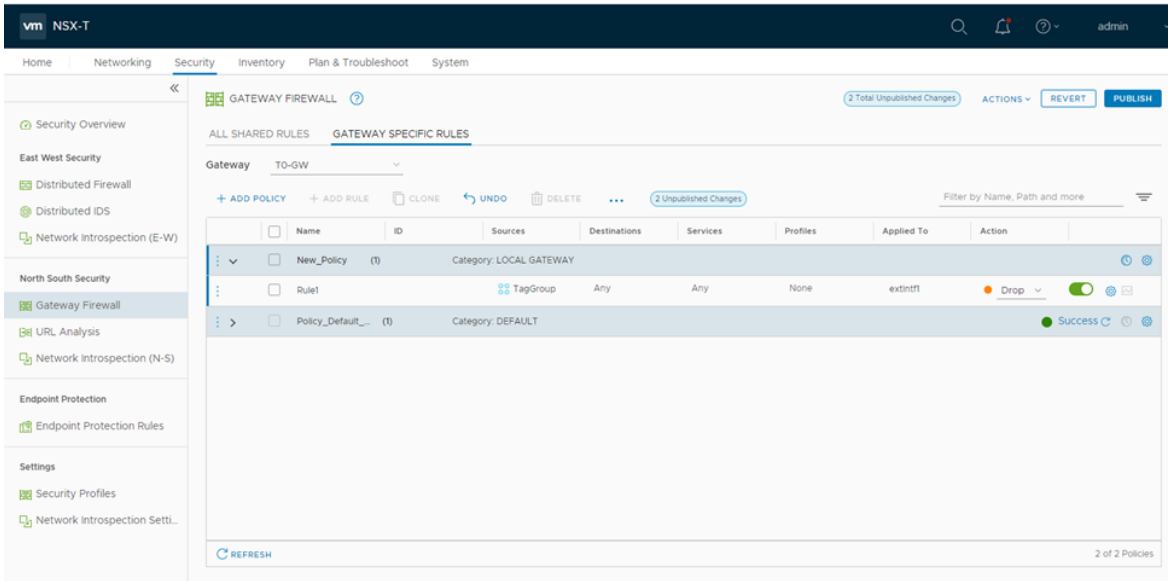 vm NSX-T admin
Home Networking Security Inventory Plan & Troubleshoot System
«
Security Overview
East West Security
Distributed Firewall
Distributed IDS
Network Introspection (E-W)
North South Security
Gateway Firewall
URL Analysis
Network Introspection (N-S)
Endpoint Protection
Endpoint Protection Rules
Settings
Security Profiles
Network Introspection Setti...
GATEWAY FIREWALL ? 2 Total Unpublished Changes ACTIONS REVERT PUBLISH
ALL SHARED RULES GATEWAY SPECIFIC RULES
Gateway T0-GW
+ ADD POLICY + ADD RULE CLONE UNDO DELETE ... 2 Unpublished Changes Filter by Name, Path and more
Name ID Sources Destinations Services Profiles Applied To Action
New_Policy (1) Category: LOCAL GATEWAY
Rule1 TagGroup Any Any None extintf1 Drop
Policy_Default_... (1) Category: DEFAULT Success
REFRESH 2 of 2 Policies